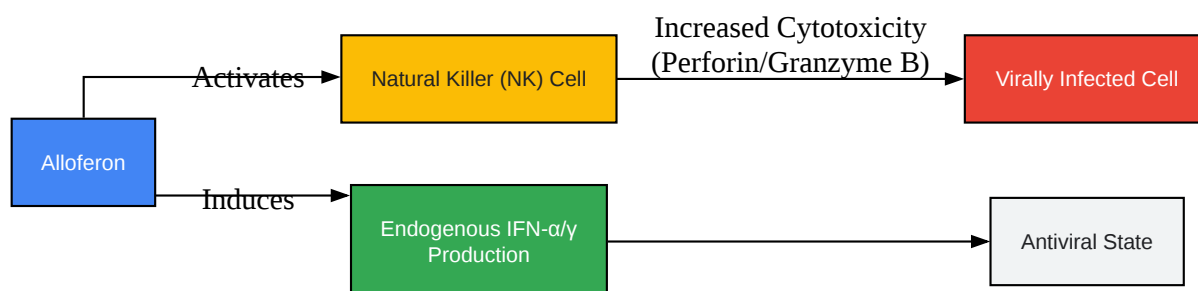 Increased Cytotoxicity
(Perforin/Granzyme B)
Activates
Natural Killer (NK) Cell
Virally Infected Cell
Alloferon
Induces
Endogenous IFN-α/γ
Production
Antiviral State